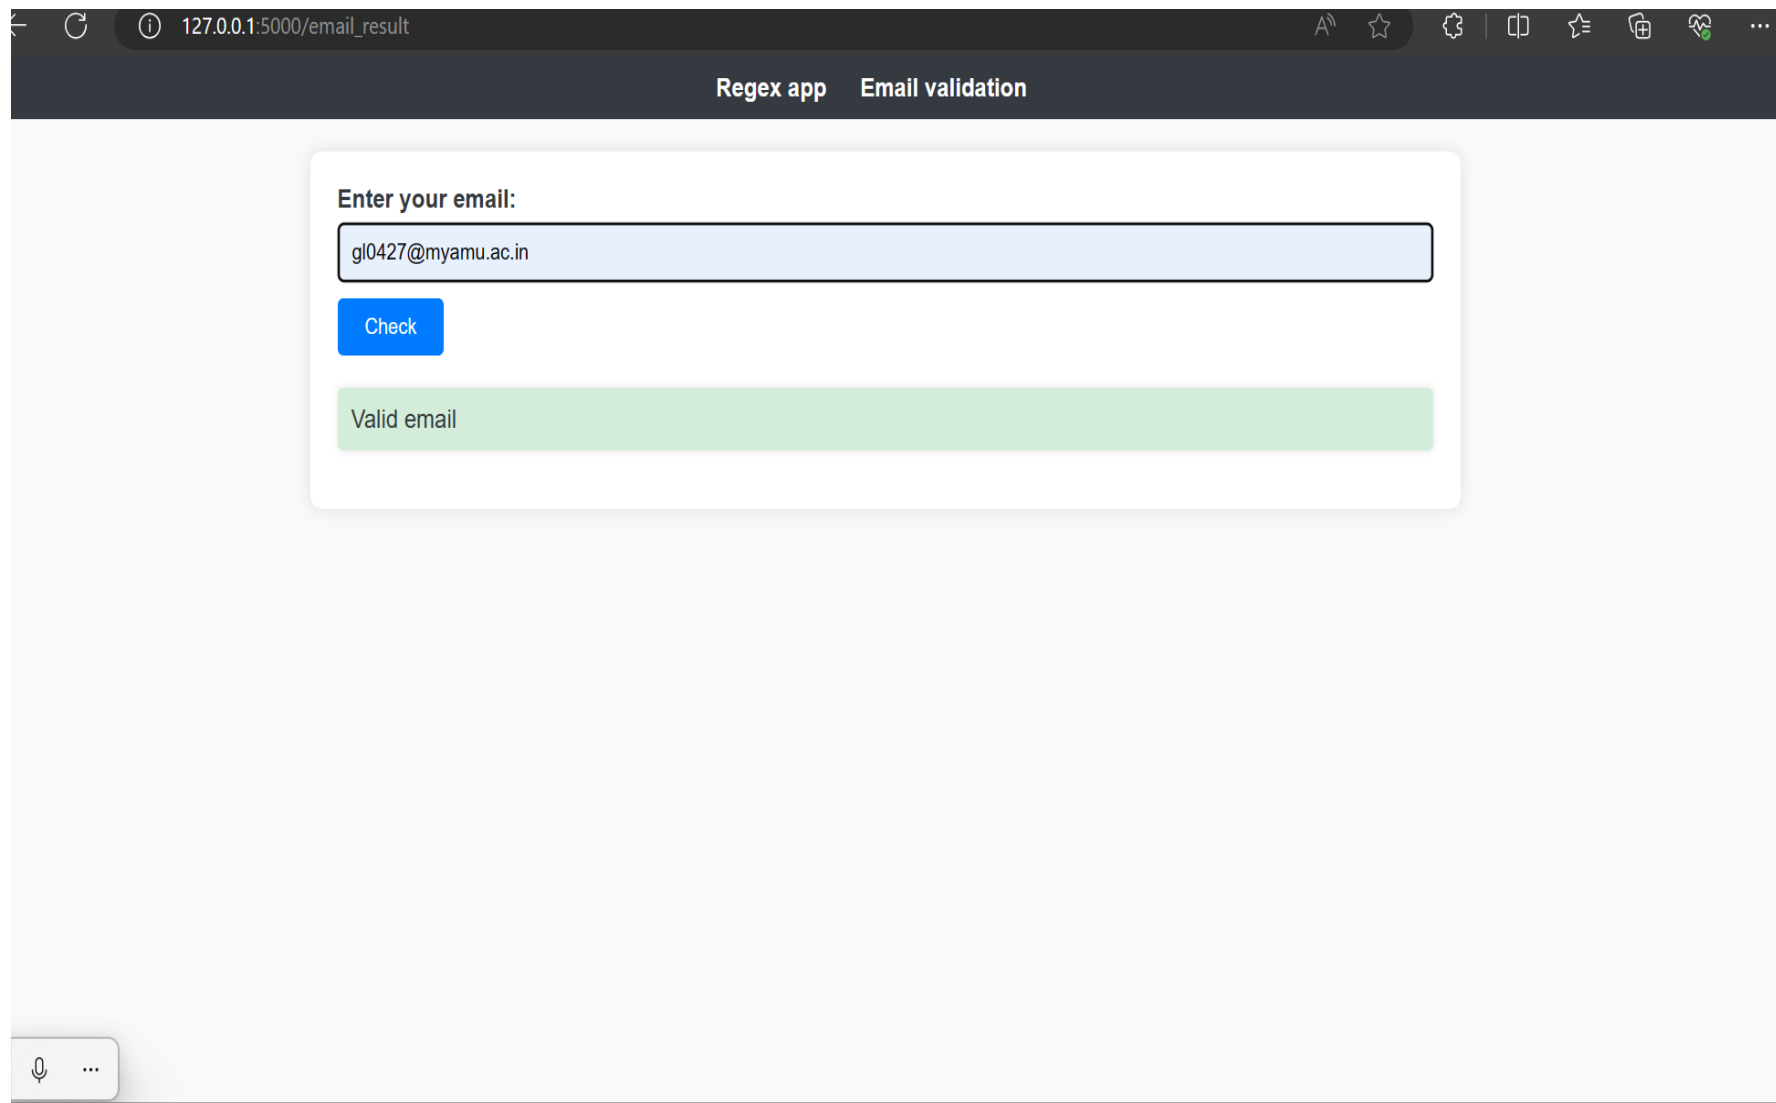 127.0.0.1:5000/email_result
Regex app Email validation
Enter your email:
gl0427@myamu.ac.in
Check
Valid email